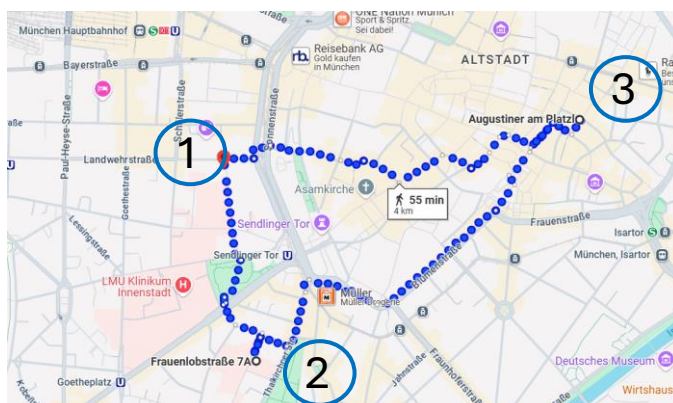 ONE Nation Munich
Sport & Spritz
Sei dabei!
München Hauptbahnhof
Bayerstraße
rb.
Reisebank AG
Gold kaufen
in München
ALTSTADT
3
Augustiner am Platzl
Paul-Heyse-Straße
Schillerstraße
Sonnenstraße
1
Landwehrstraße
Goethestraße
Asamkirche
55 min
4 km
Lessingstraße
Sendlinger Tor
Frauenstraße
Isartor
Sendlinger Tor
München, Isartor
LMU Klinikum
Innenstadt
Blumenstraße
Müller
Müller Drogerie
Frauenlobstraße 7A
2
Deutsches Museum
Goetheplatz
Jahnstraße
Fraunhoferstraße
Wirtshaus